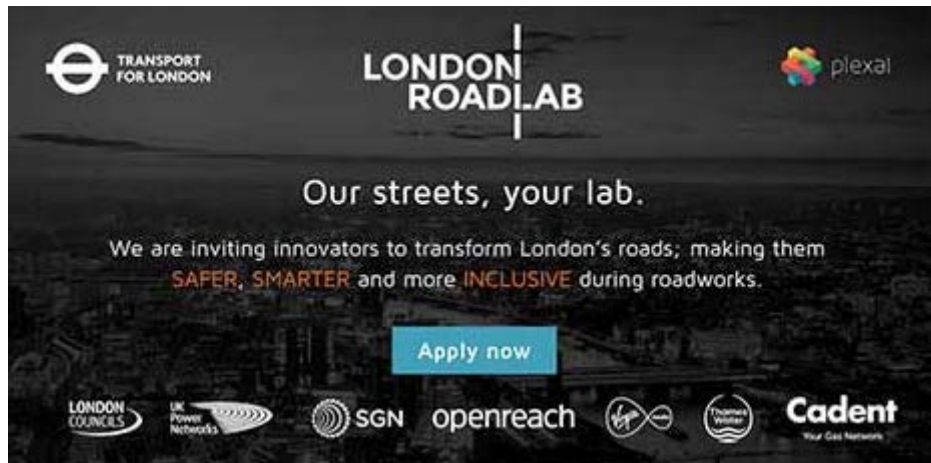 TRANSPORT
FOR LONDON
LONDON
ROADLAB
plexal
Our streets, your lab.
We are inviting innovators to transform London's roads; making them
SAFER, SMARTER and more INCLUSIVE during roadworks.
Apply now
LONDON
COUNCILS
UK
Power
Networks
SGN
openreach
Virgin media
Thames
Water
Cadent
Your Gas Network